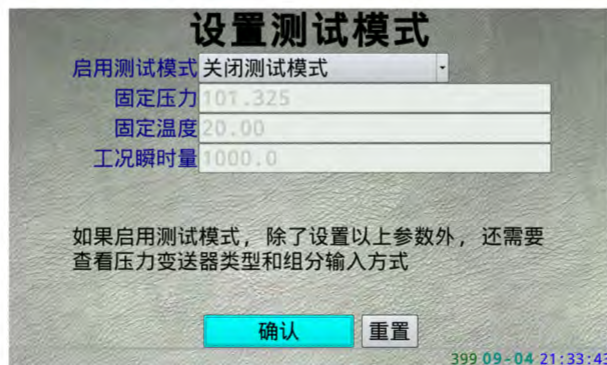 设置测试模式
启用测试模式 关闭测试模式
固定压力 101.325
固定温度 20.00
工况瞬时量 1000.0
如果启用测试模式，除了设置以上参数外，还需要
查看压力变送器类型和组分输入方式
确认 重置
399 09-04 21:33:43